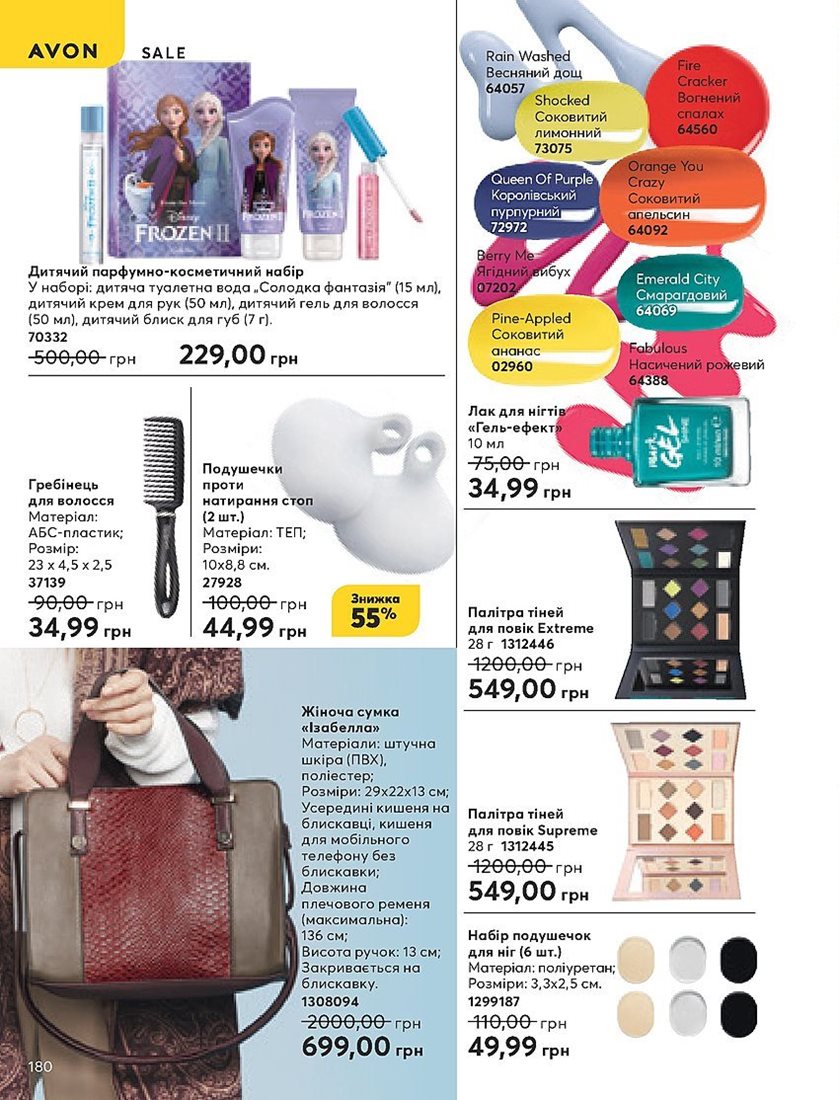 AVON
SALE
From the Movie
Disney
FROZEN II
Дитячий парфумно-косметичний набір
У наборі: дитяча туалетна вода „Солодка фантазія" (15 мл),
дитячий крем для рук (50 мл), дитячий гель для волосся
(50 мл), дитячий блиск для губ (7 г).
70332
500,00 грн 229,00 грн
Гребінець
для волосся
Матеріал:
АБС-пластик;
Розмір:
23 x 4,5 x 2,5
37139
90,00 грн
34,99 грн
Подушечки
проти
натирання стоп
(2 шт.)
Матеріал: ТЕП;
Розміри:
10x8,8 см.
27928
100,00 грн
44,99 грн
Знижка
55%
Жіноча сумка
«Ізабелла»
Матеріали: штучна
шкіра (ПВХ),
поліестер;
Розміри: 29x22x13 см;
Усередині кишеня на
блискавці, кишеня
для мобільного
телефону без
блискавки;
Довжина
плечового ременя
(максимальна):
136 см;
Висота ручок: 13 см;
Закривається на
блискавку.
1308094
2000,00 грн
699,00 грн
180
Rain Washed
Весняний дощ
64057
Fire
Cracker
Вогнений
спалах
64560
Shocked
Соковитий
лимонний
73075
Queen Of Purple
Королівський
пурпурний
72972
Orange You
Crazy
Соковитий
апельсин
64092
Berry Me
Ягідний вибух
07202
Emerald City
Смарагдовий
64069
Pine-Appled
Соковитий
ананас
02960
Fabulous
Насичений рожевий
64388
Лак для нігтів
«Гель-ефект»
10 мл
75,00 грн
34,99 грн
mark.
GEL
SHINE
Палітра тіней
для повік Extreme
28 г 1312446
1200,00 грн
549,00 грн
Палітра тіней
для повік Supreme
28 г 1312445
1200,00 грн
549,00 грн
Набір подушечок
для ніг (6 шт.)
Матеріал: поліуретан;
Розміри: 3,3x2,5 см.
1299187
110,00 грн
49,99 грн